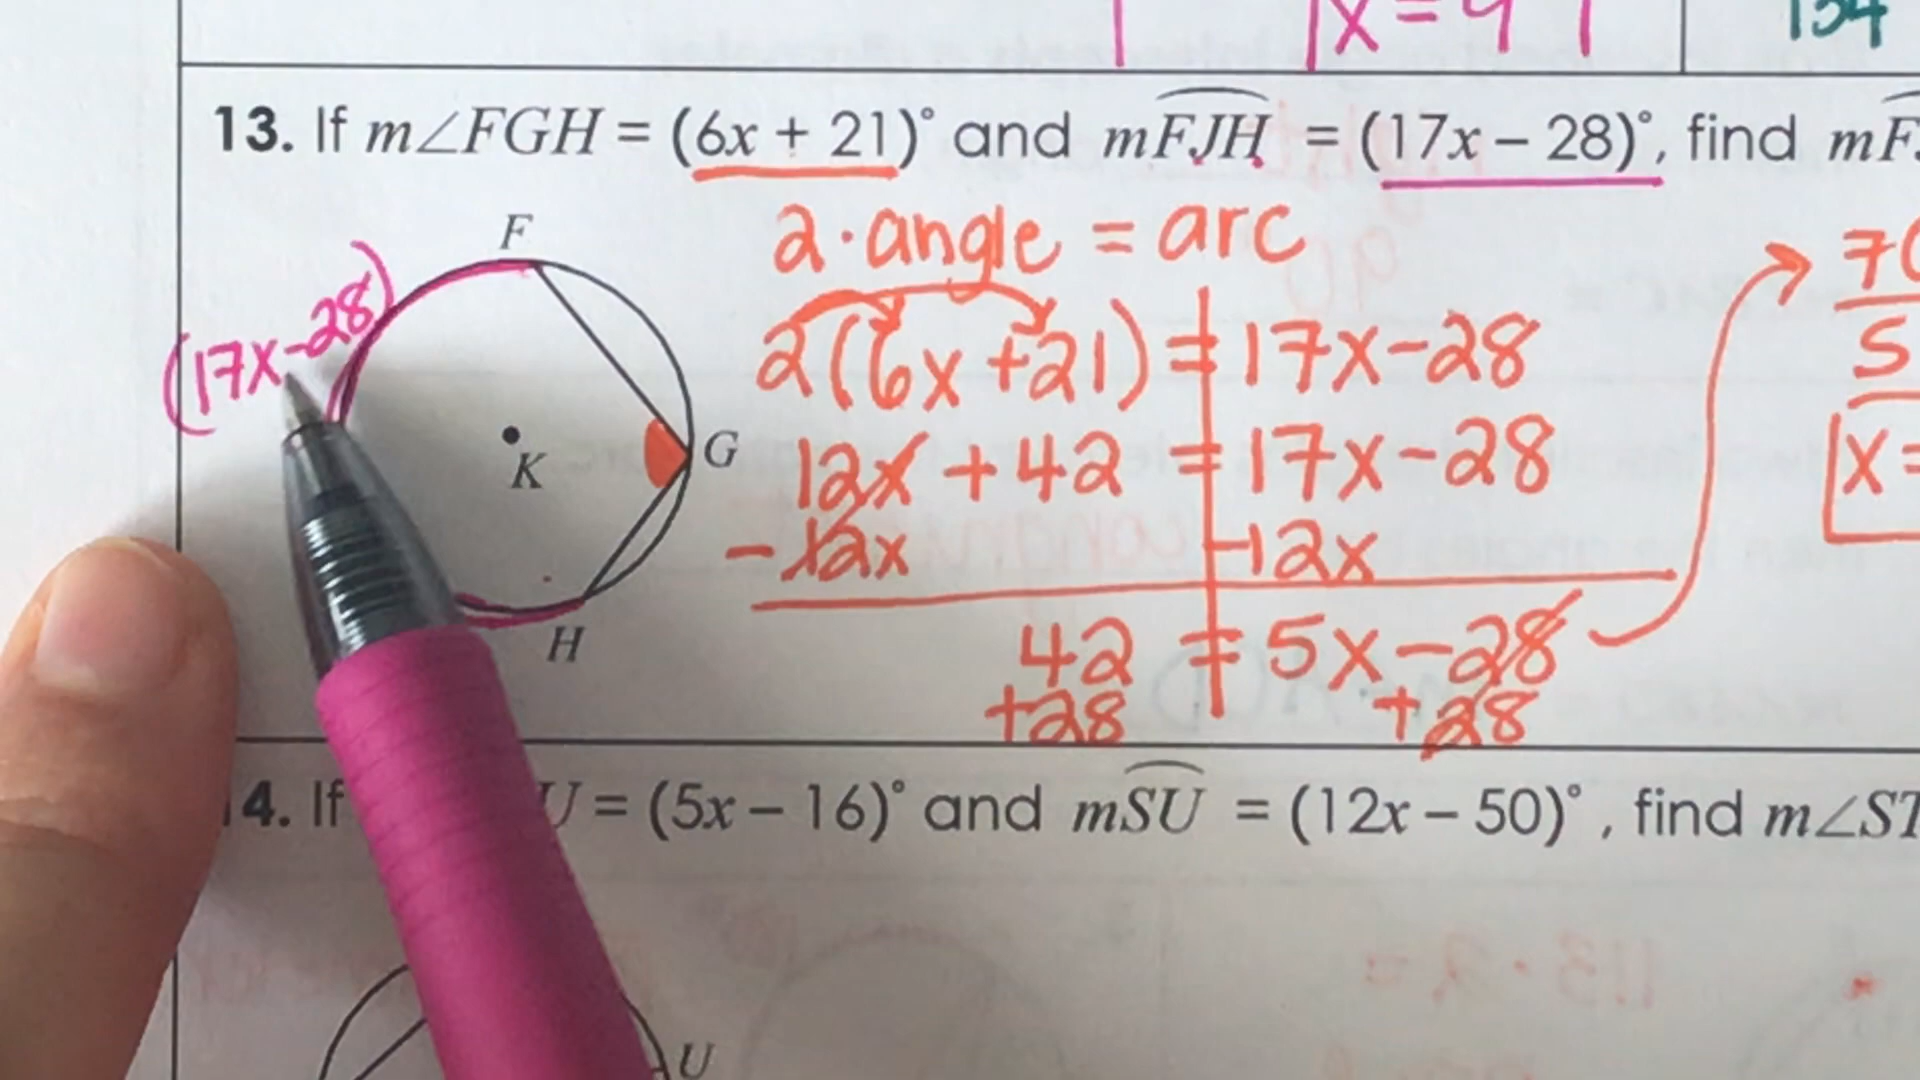 x = 9
134
13. If m∠FGH = (6x + 21)° and mFJH = (17x – 28)°, find mF
F
(17x-28)
K
G
H
2·angle = arc
2(6x+21) = 17x-28
12x + 42 = 17x-28
-12x -12x
42 = 5x-28
+28 +28
70
5
x =
4. If U = (5x – 16)° and mSU = (12x – 50)°, find m∠ST
U